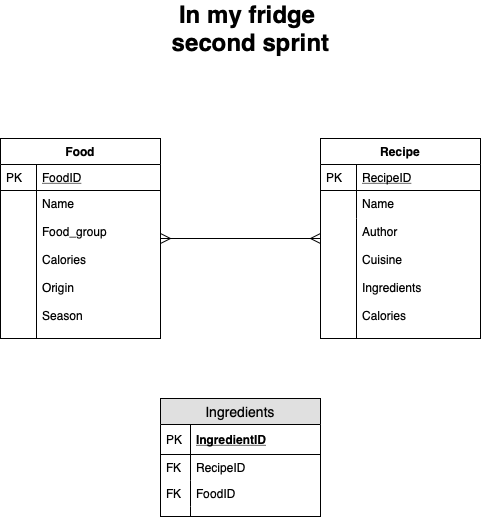 In my fridge
second sprint
Food
PK FoodID
Name
Food_group
Calories
Origin
Season
Recipe
PK RecipeID
Name
Author
Cuisine
Ingredients
Calories
Ingredients
PK IngredientID
FK RecipeID
FK FoodID